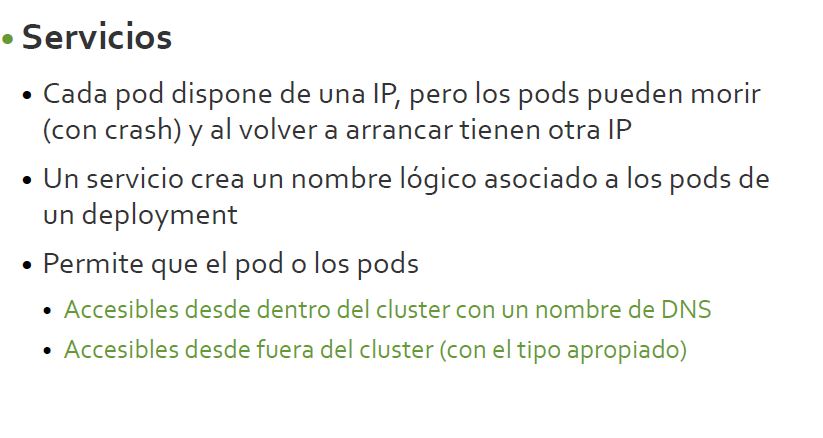 • Servicios
• Cada pod dispone de una IP, pero los pods pueden morir
(con crash) y al volver a arrancar tienen otra IP
• Un servicio crea un nombre lógico asociado a los pods de
un deployment
• Permite que el pod o los pods
• Accesibles desde dentro del cluster con un nombre de DNS
• Accesibles desde fuera del cluster (con el tipo apropiado)